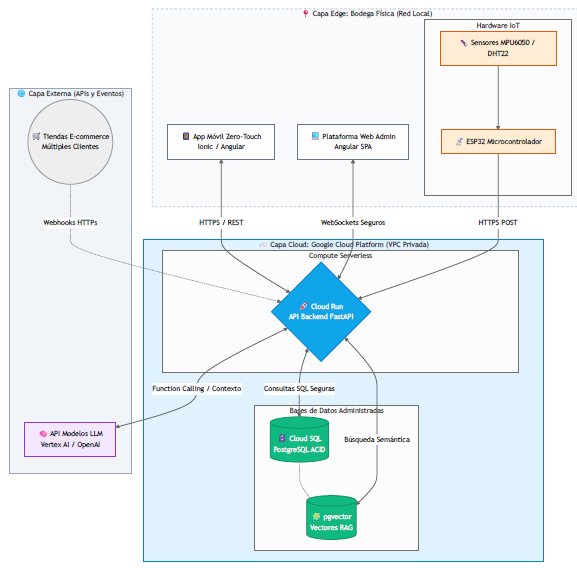 Capa Edge: Bodega Física (Red Local)
Hardware IoT
Sensores MPU6050 /
DHT22
Capa Externa (APIs y Eventos)
Tiendas E-commerce
Múltiples Clientes
App Móvil Zero-Touch
Ionic / Angular
Plataforma Web Admin
Angular SPA
ESP32 Microcontrolador
Webhooks HTTPs
HTTPS / REST
WebSockets Seguros
HTTPS POST
Capa Cloud: Google Cloud Platform (VPC Privada)
Compute Serverless
Cloud Run
API Backend FastAPI
Function Calling / Contexto
Consultas SQL Seguras
Bases de Datos Administradas
API Modelos LLM
Vertex AI / OpenAI
Cloud SQL
PostgreSQL ACID
Búsqueda Semántica
pgvector
Vectores RAG